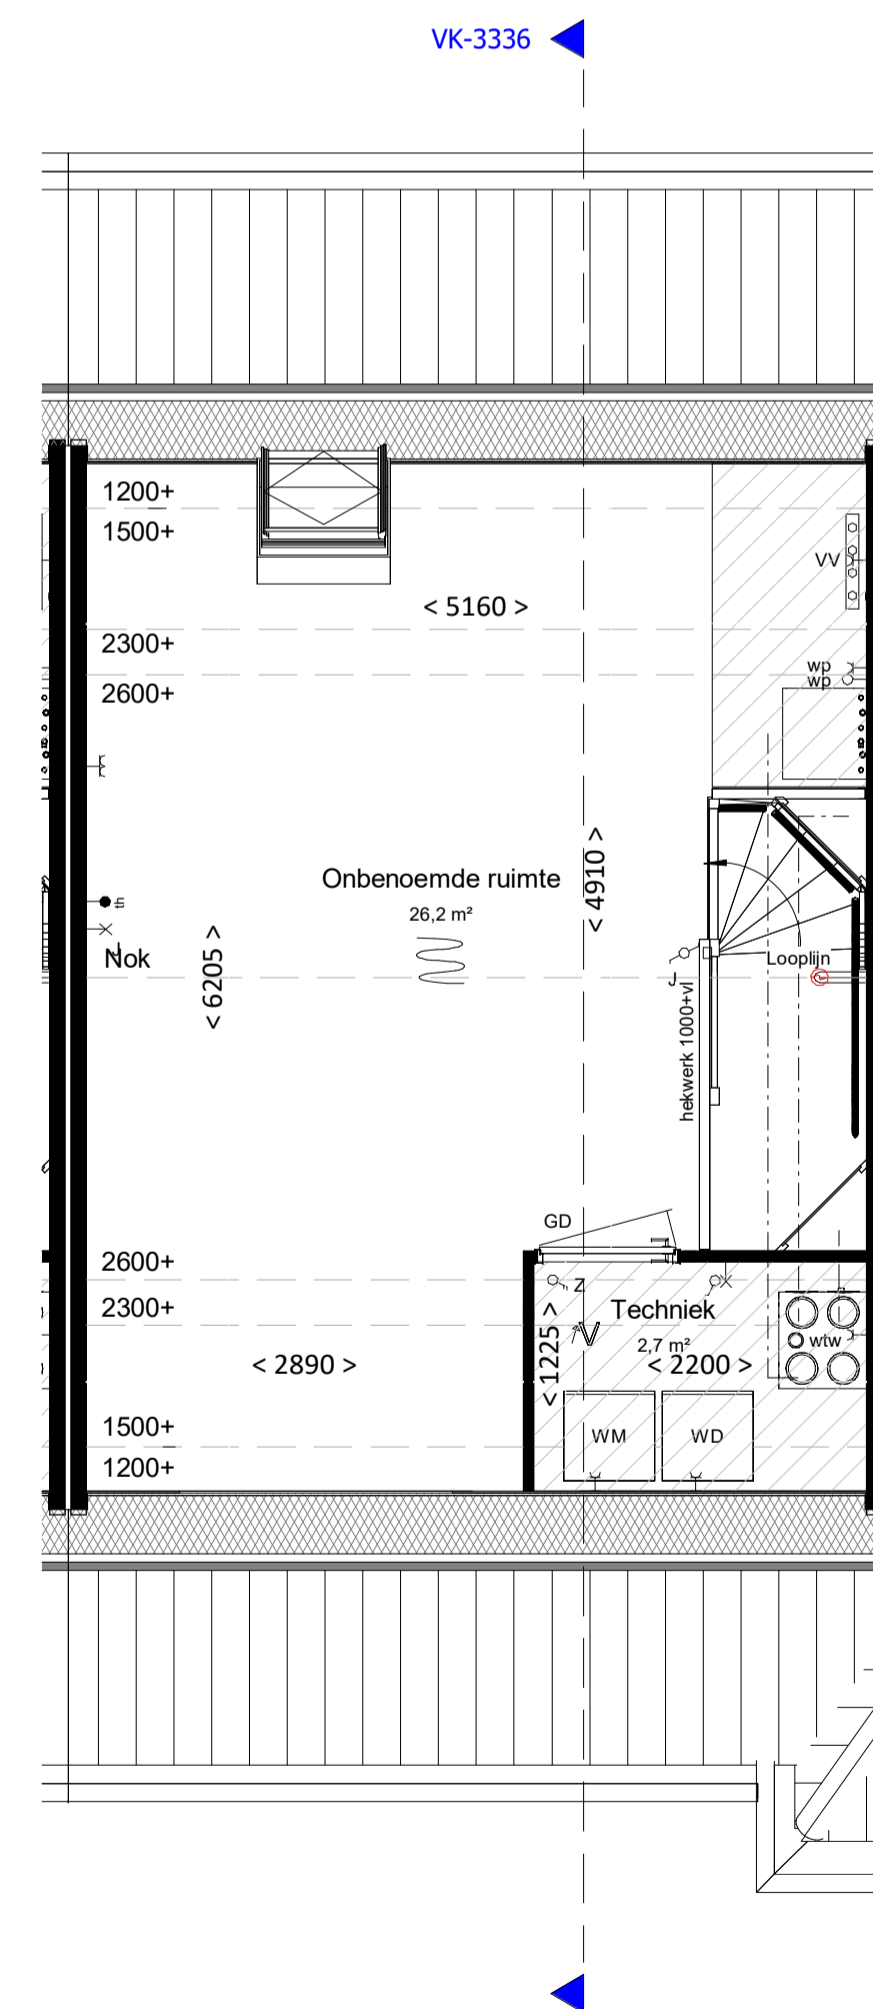 VK-3336
1200+
1500+
VV
< 5160 >
2300+
wp
wp
2600+
< 4910 >
Onbenoemde ruimte
26,2 m²
th
Nok
Looplijn
J
< 6205 >
hekwerk 1000+vl
GD
2600+
Z
2300+
Techniek
2,7 m²
wtw
< 1225 >
V
< 2890 >
< 2200 >
1500+
WM
WD
1200+